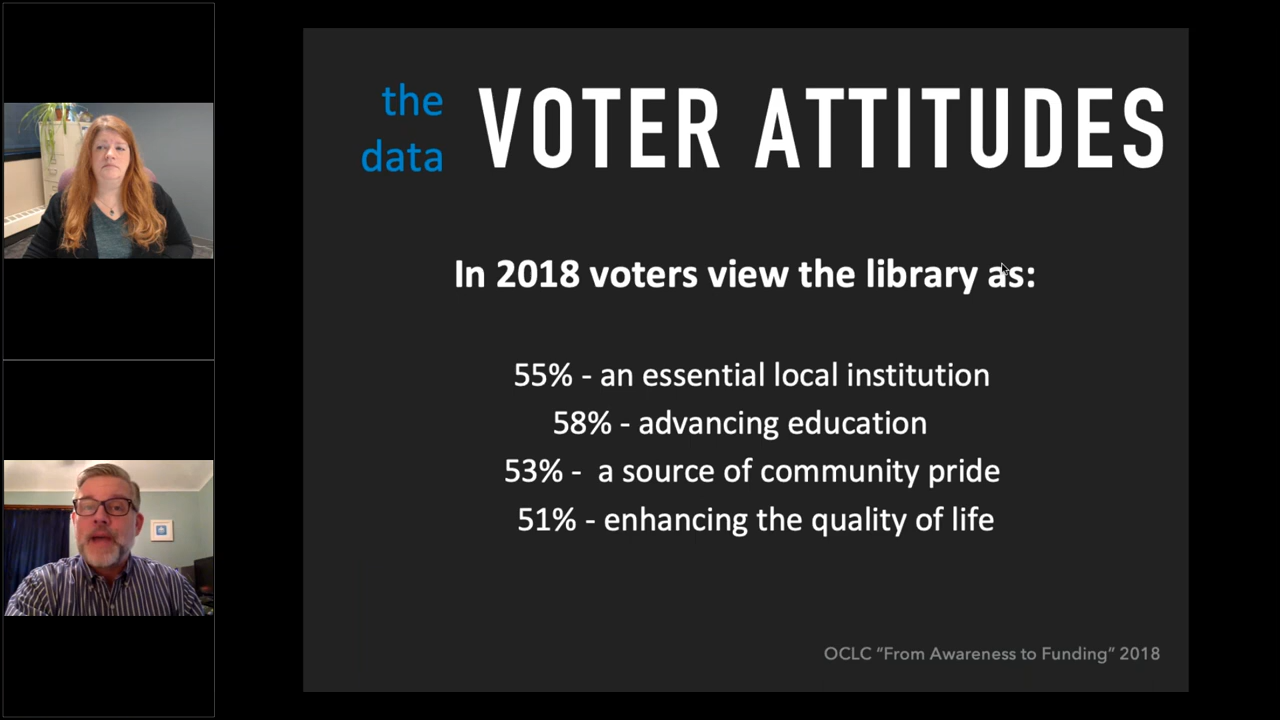 the
data
VOTER ATTITUDES
In 2018 voters view the library as:
55% - an essential local institution
58% - advancing education
53% - a source of community pride
51% - enhancing the quality of life
OCLC “From Awareness to Funding” 2018